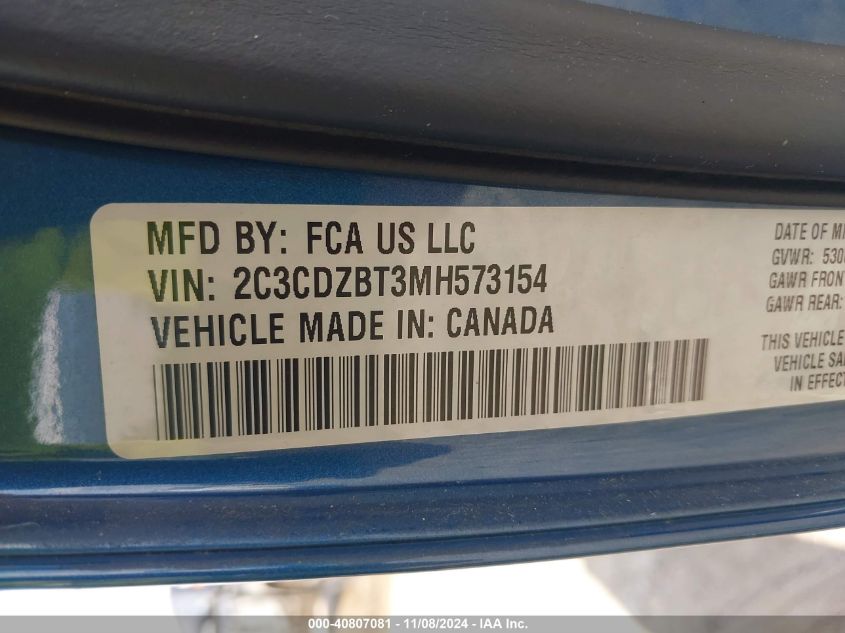 MFD BY: FCA US LLC
VIN: 2C3CDZBT3MH573154
VEHICLE MADE IN: CANADA
DATE OF
GVWR:
GAWR FRONT
GAWR REAR:
THIS VEHICLE
VEHICLE
IN EFFECT
000-40807081 - 11/08/2024 - IAA Inc.